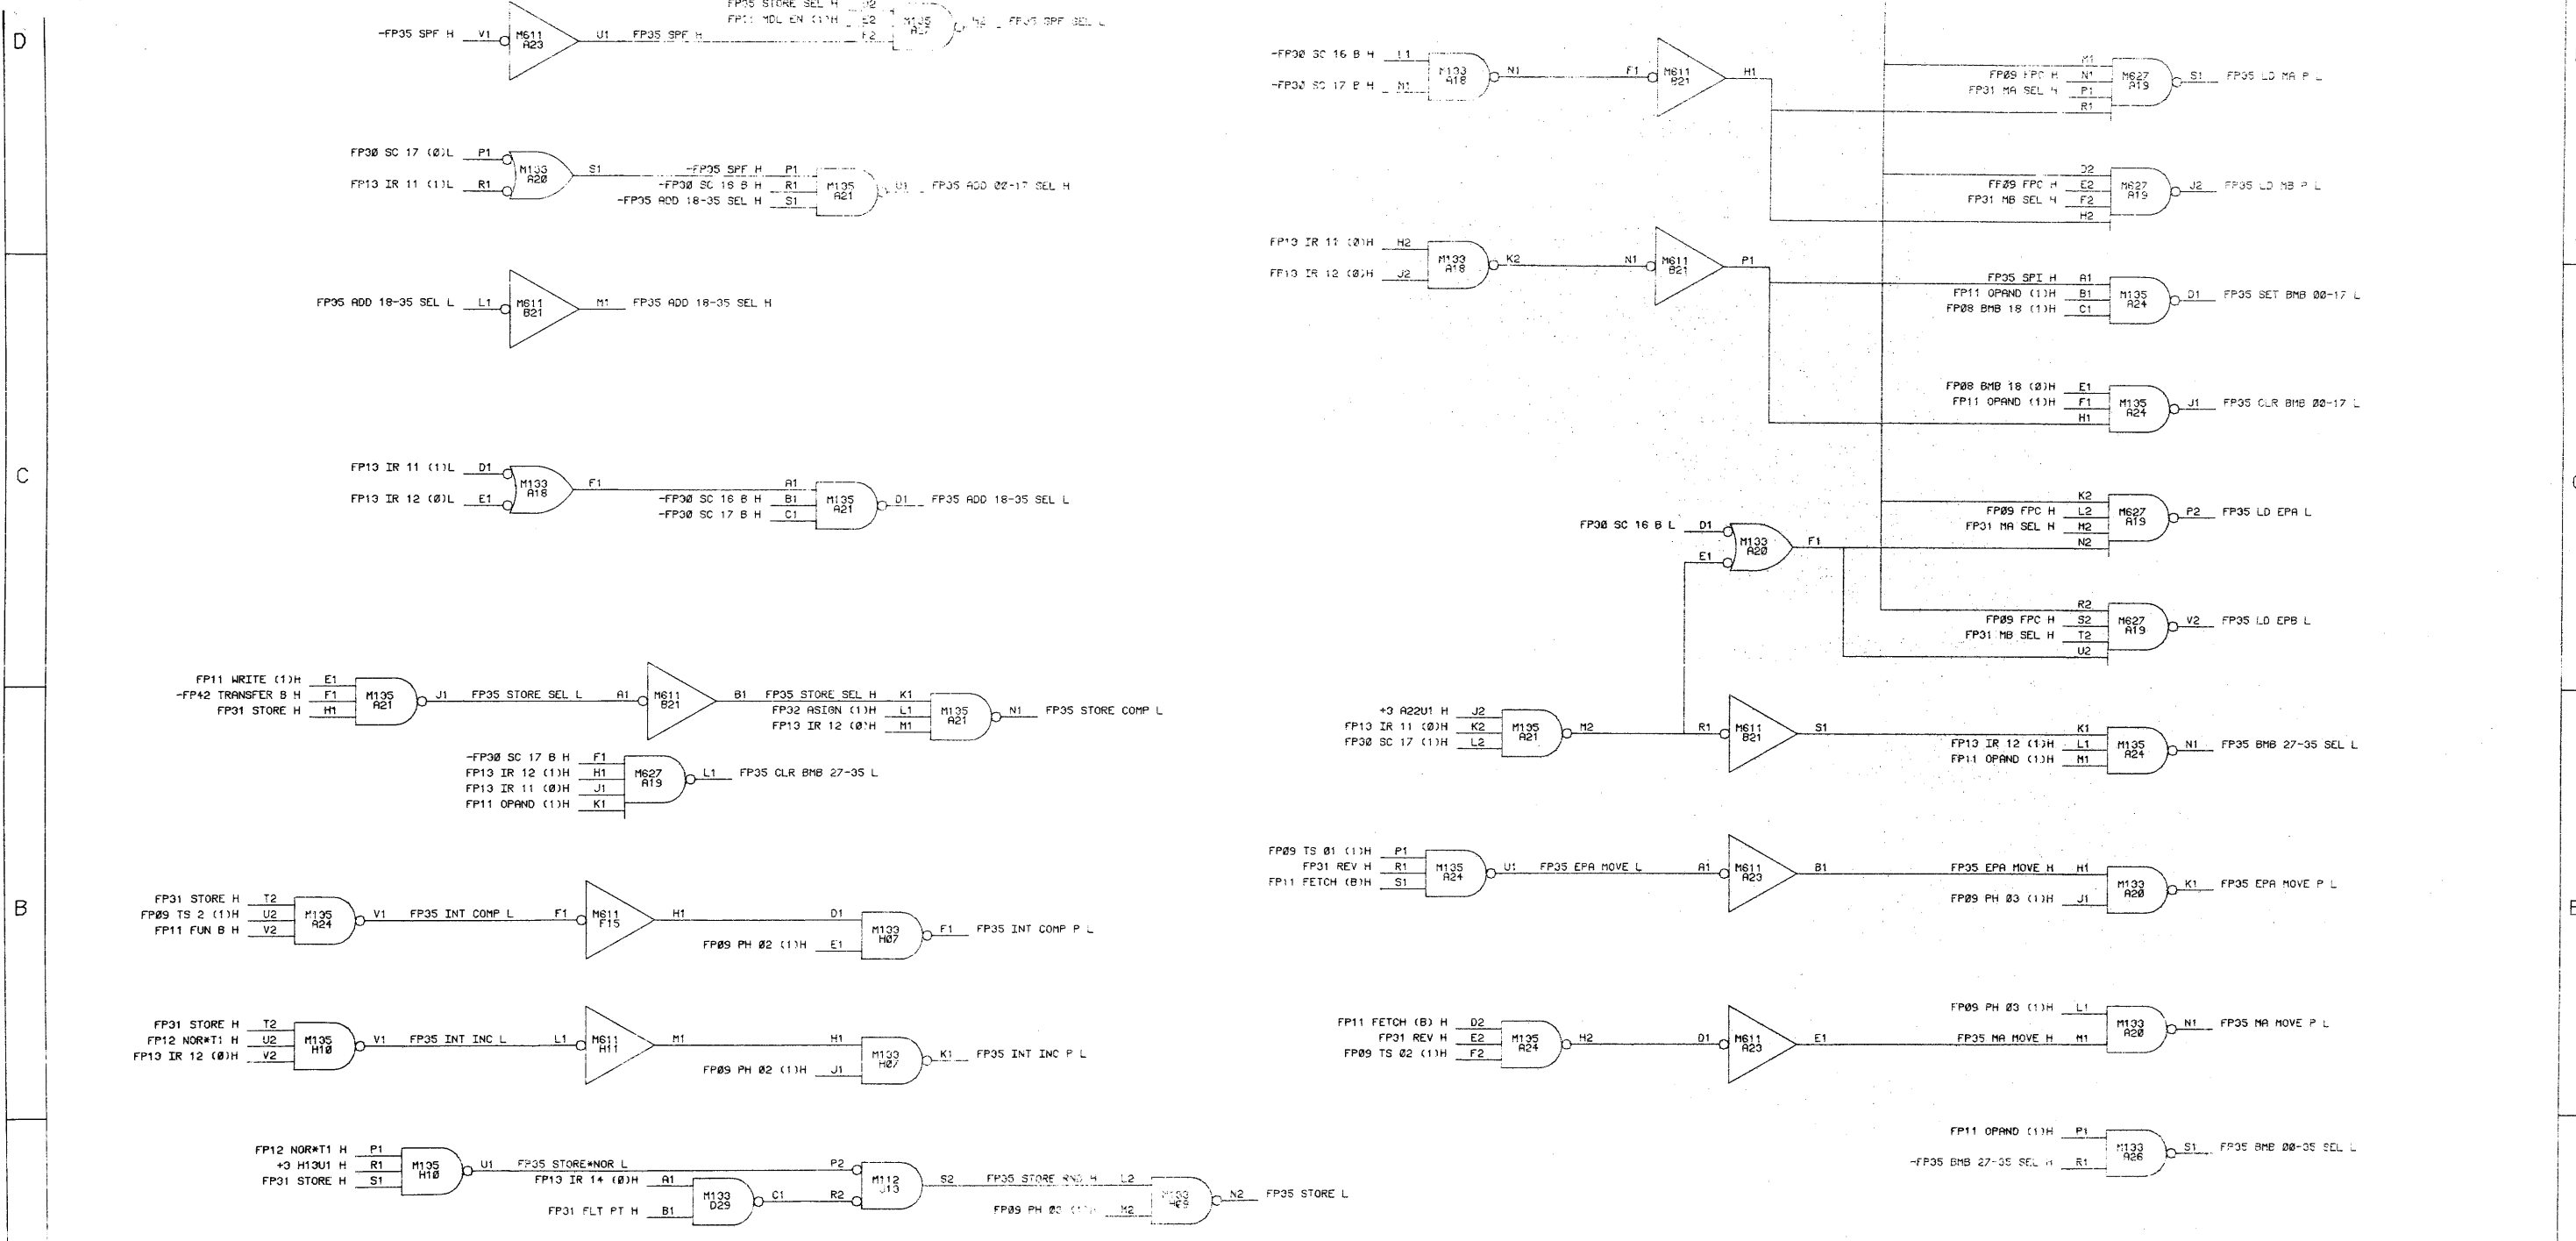 D
FP35 STORE SEL H D2
FP31 MDL EN (1)H E2 M135 A27 FP35 SPF SEL L
-FP35 SPF H V1 M611 A23 U1 FP35 SPF H F2
FP30 SC 17 (0)L P1 M133 A20 S1
FP13 IR 11 (1)L R1
-FP35 SPF H P1
-FP30 SC 16 B H R1 M135 A21 U1 FP35 ADD 00-17 SEL H
-FP35 ADD 18-35 SEL H S1
FP35 ADD 18-35 SEL L L1 M611 B21 M1 FP35 ADD 18-35 SEL H
C
FP13 IR 11 (1)L D1 M133 A18 F1 A1
FP13 IR 12 (0)L E1
-FP30 SC 16 B H B1 M135 A21 D1 FP35 ADD 18-35 SEL L
-FP30 SC 17 B H C1
FP11 WRITE (1)H E1
-FP42 TRANSFER B H F1 M135 A21 J1 FP35 STORE SEL L A1 M611 B21 B1 FP35 STORE SEL H K1
FP31 STORE H H1
FP32 ASIGN (1)H L1 M135 A21 N1 FP35 STORE COMP L
FP13 IR 12 (0)H M1
-FP30 SC 17 B H F1
FP13 IR 12 (1)H H1 M627 A19 L1 FP35 CLR BMB 27-35 L
FP13 IR 11 (0)H J1
FP11 OPAND (1)H K1
B
FP31 STORE H T2
FP09 TS 2 (1)H U2 M135 A24 V1 FP35 INT COMP L F1 M611 F15 H1 D1
FP11 FUN B H V2
FP09 PH 02 (1)H E1 M133 H07 F1 FP35 INT COMP P L
FP31 STORE H T2
FP12 NOR*T1 H U2 M135 H10 V1 FP35 INT INC L L1 M611 H11 M1 H1
FP13 IR 12 (0)H V2
FP09 PH 02 (1)H J1 M133 H07 K1 FP35 INT INC P L
FP12 NOR*T1 H P1
+3 H13U1 H R1 M135 H10 U1 FP35 STORE*NOR L P2
FP31 STORE H S1
FP13 IR 14 (0)H A1 M133 D29 C1 R2 M112 J13 S2 FP35 STORE RND H L2
FP31 FLT PT H B1
FP09 PH 03 (1)H M2 M133 N2 FP35 STORE L
-FP30 SC 16 B H L1 M133 A18 N1 F1 M611 B21 H1
-FP30 SC 17 B H M1
M1
FP09 FPC H N1 M627 A19 S1 FP35 LD MA P L
FP31 MA SEL H P1
R1
D2
FP09 FPC H E2 M627 A19 J2 FP35 LD MB P L
FP31 MB SEL H F2
H2
FP13 IR 11 (0)H H2 M133 A18 K2 N1 M611 B21 P1
FP13 IR 12 (0)H J2
FP35 SPI H A1
FP11 OPAND (1)H B1 M135 A24 D1 FP35 SET BMB 00-17 L
FP08 BMB 18 (1)H C1
FP08 BMB 18 (0)H E1
FP11 OPAND (1)H F1 M135 A24 J1 FP35 CLR BMB 00-17 L
H1
K2
FP09 FPC H L2 M627 A19 P2 FP35 LD EPA L
FP31 MA SEL H M2
N2
FP30 SC 16 B L D1 M133 A20 F1
E1
R2
FP09 FPC H S2 M627 A19 V2 FP35 LD EPB L
FP31 MB SEL H T2
U2
+3 A22U1 H J2
FP13 IR 11 (0)H K2 M135 A21 M2 R1 M611 B21 S1 K1
FP30 SC 17 (1)H L2
FP13 IR 12 (1)H L1 M135 A24 N1 FP35 BMB 27-35 SEL L
FP11 OPAND (1)H M1
FP09 TS 01 (1)H P1
FP31 REV H R1 M135 A24 U1 FP35 EPA MOVE L A1 M611 A23 B1 FP35 EPA MOVE H H1
FP11 FETCH (B)H S1
FP09 PH 03 (1)H J1 M133 A20 K1 FP35 EPA MOVE P L
FP11 FETCH (B) H D2
FP31 REV H E2 M135 A24 H2 D1 M611 A23 E1 FP35 MA MOVE H M1
FP09 TS 02 (1)H F2
FP09 PH 03 (1)H L1 M133 A20 N1 FP35 MA MOVE P L
FP11 OPAND (1)H P1
-FP35 BMB 27-35 SEL H R1 M133 A26 S1 FP35 BMB 00-35 SEL L